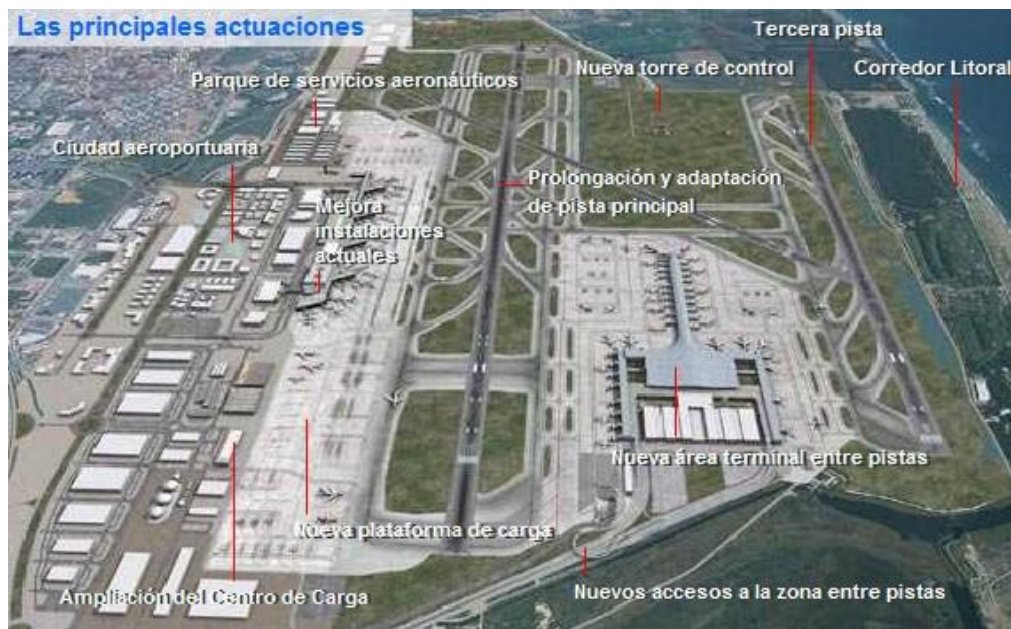 Las principales actuaciones
Tercera pista
Parque de servicios aeronáuticos
Nueva torre de control
Corredor Litoral
Ciudad aeroportuaria
Prolongación y adaptación
de pista principal
Mejora
instalaciones
actuales
Nueva área terminal entre pistas
Nueva plataforma de carga
Ampliación del Centro de Carga
Nuevos accesos a la zona entre pistas